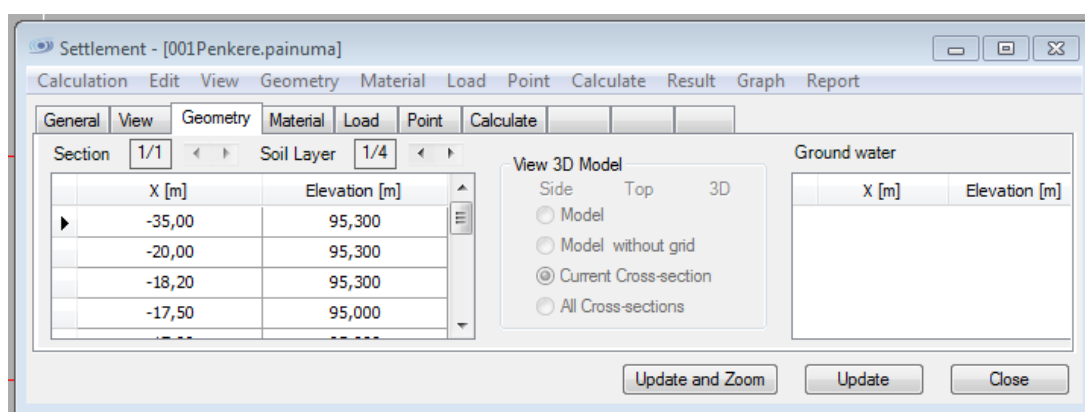 Settlement - [001Penkere.painuma]
Calculation Edit View Geometry Material Load Point Calculate Result Graph Report
General View Geometry Material Load Point Calculate
Section 1/1 Soil Layer 1/4
X [m] Elevation [m]
-35,00 95,300
-20,00 95,300
-18,20 95,300
-17,50 95,000
View 3D Model
Side Top 3D
Model
Model without grid
Current Cross-section
All Cross-sections
Ground water
X [m] Elevation [m]
Update and Zoom Update Close